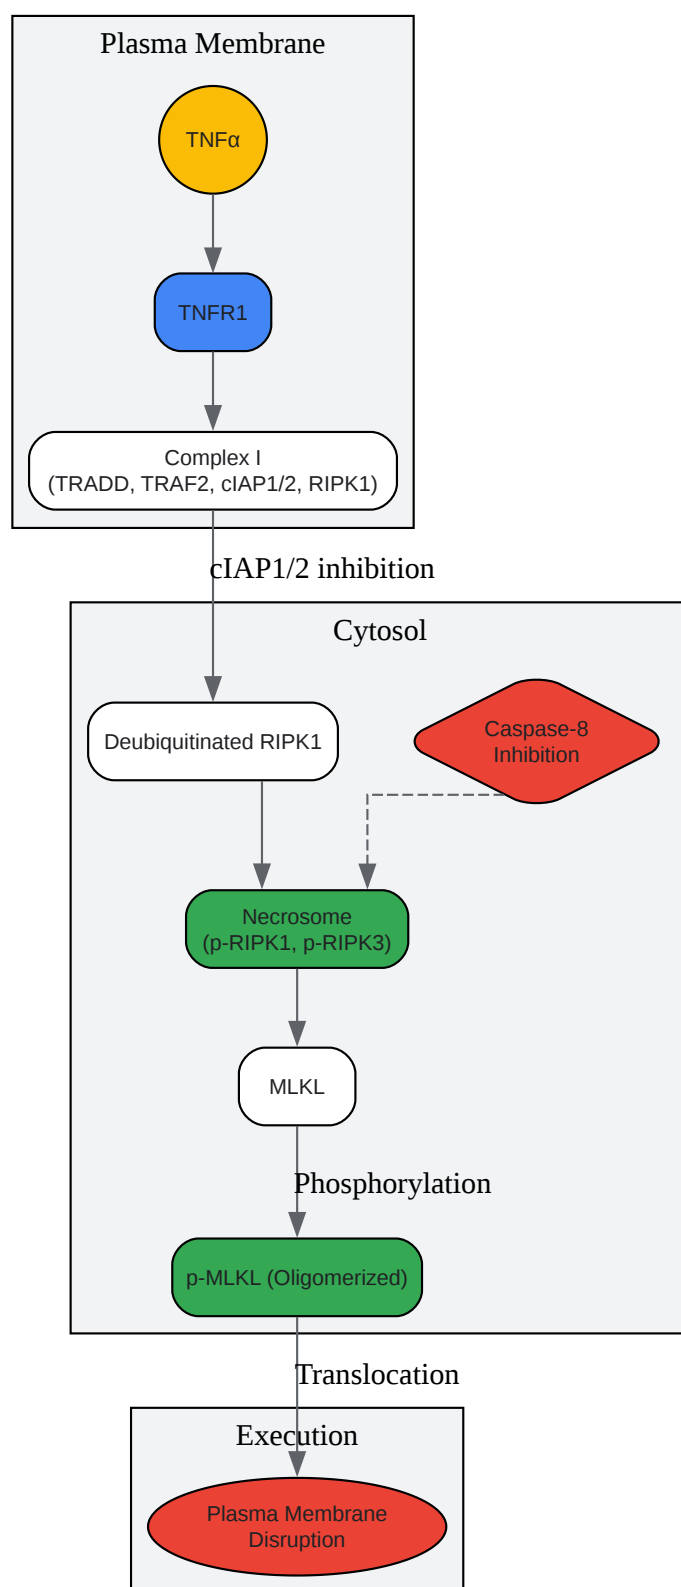 Plasma Membrane
TNFα
TNFR1
Complex I
(TRADD, TRAF2, cIAP1/2, RIPK1)
cIAP1/2 inhibition
Cytosol
Caspase-8
Inhibition
Deubiquitinated RIPK1
Necrosome
(p-RIPK1, p-RIPK3)
MLKL
Phosphorylation
p-MLKL (Oligomerized)
Translocation
Execution
Plasma Membrane
Disruption